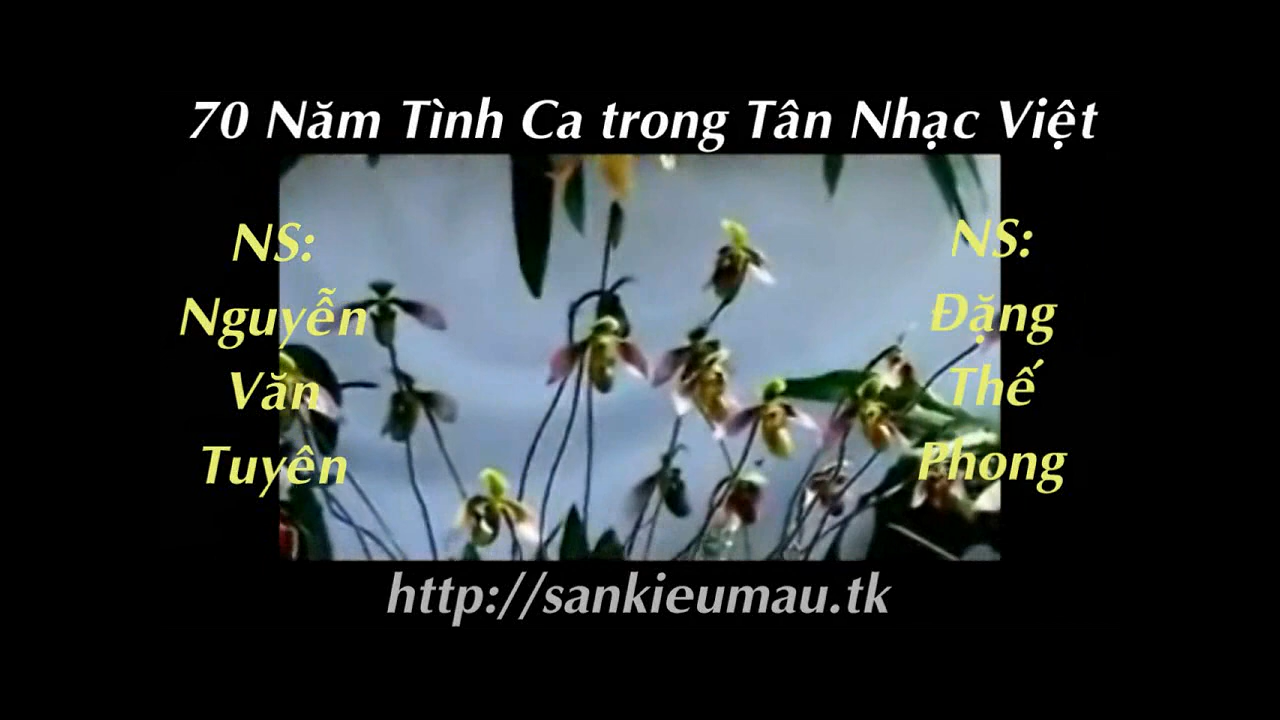 70 Năm Tình Ca trong Tân Nhạc Việt
NS:
Nguyễn
Văn
Tuyên
NS:
Đặng
Thế
Phong
http://sankieumau.tk